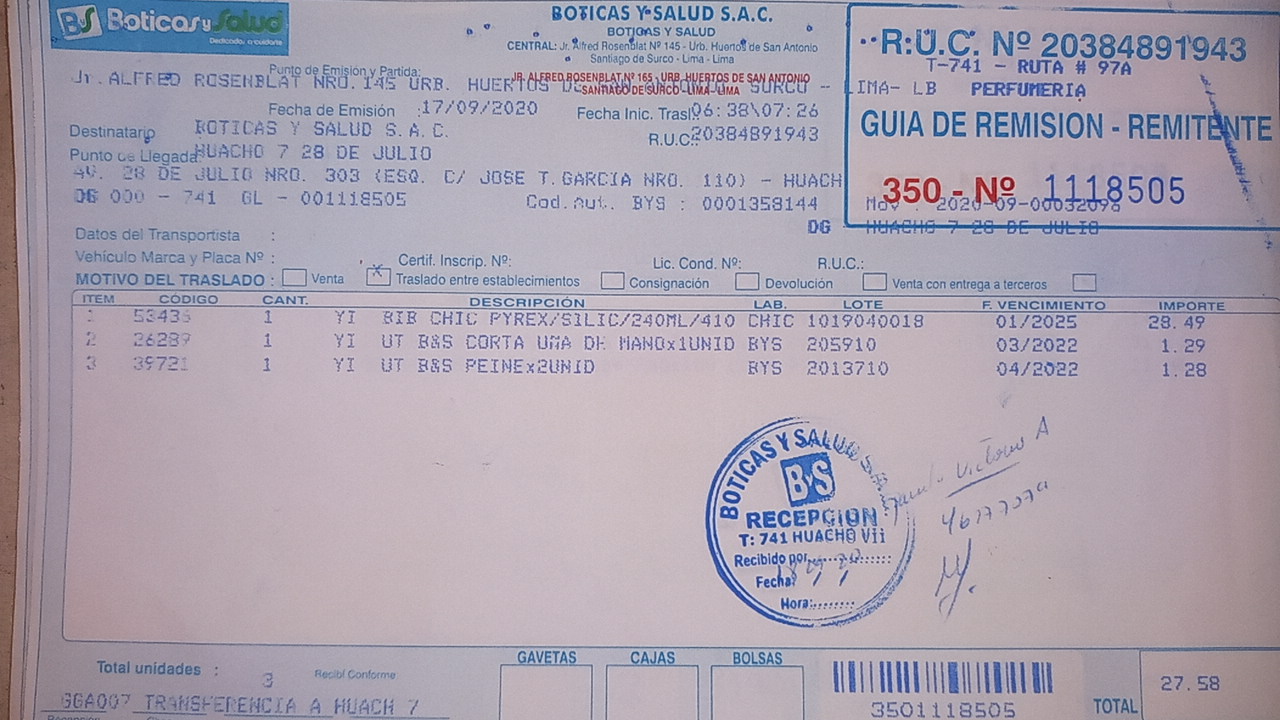 BS Boticas y Salud
Dedicados a cuidarte
BOTICAS Y SALUD S.A.C.
BOTICAS Y SALUD
CENTRAL: Jr. Alfred Rosenblat Nº 145 - Urb. Huertos de San Antonio
Santiago de Surco - Lima - Lima
JR. ALFRED ROSENBLAT Nº 165 - URB. HUERTOS DE SAN ANTONIO
SANTIAGO DE SURCO - LIMA - LIMA
R.U.C. Nº 20384891943
T-741 - RUTA # 97A
PERFUMERIA
GUIA DE REMISION - REMITENTE
350 - Nº 1118505
Punto de Emisión y Partida:
Jr. ALFRED ROSENBLAT NRO. 145 URB. HUERTOS DE SURCO - LIMA- LB
Fecha de Emisión :17/09/2020 Fecha Inic. Trasl 06:38\07:26
Destinatario BOTICAS Y SALUD S.A.C. R.U.C.:20384891943
Punto de Llegada: HUACHO 7 28 DE JULIO
AV. 28 DE JULIO NRO. 303 (ESQ. C/ JOSE T.GARCIA NRO. 110) - HUACH
DG 000 - 741 GL - 001118505 Cod.Aut. BYS : 0001358144 Mov : 2020-09-00032098
DG HUACHO 7 28 DE JULIO
Datos del Transportista :
Vehículo Marca y Placa Nº : Certif. Inscrip. Nº: Lic. Cond. Nº: R.U.C.:
MOTIVO DEL TRASLADO : Venta X Traslado entre establecimientos Consignación Devolución Venta con entrega a terceros
ITEM CÓDIGO CANT. DESCRIPCIÓN LAB. LOTE F. VENCIMIENTO IMPORTE
1 53436 1 YI BIB CHIC PYREX/SILIC/240ML/410 CHIC 1019040018 01/2025 28.49
2 26289 1 YI UT B&S CORTA UÑA DE MANOx1UNID BYS 205910 03/2022 1.29
3 39721 1 YI UT B&S PEINEx2UNID BYS 2013710 04/2022 1.28
BOTICAS Y SALUD S.A.
ByS
RECEPCION
T: 741 HUACHO VII
Recibido por:
Fecha:
Hora:
Total unidades : 3 Recibí Conforme
GAVETAS CAJAS BOLSAS
GGA007 TRANSFERENCIA A HUACH 7
3501118505
TOTAL 27.58